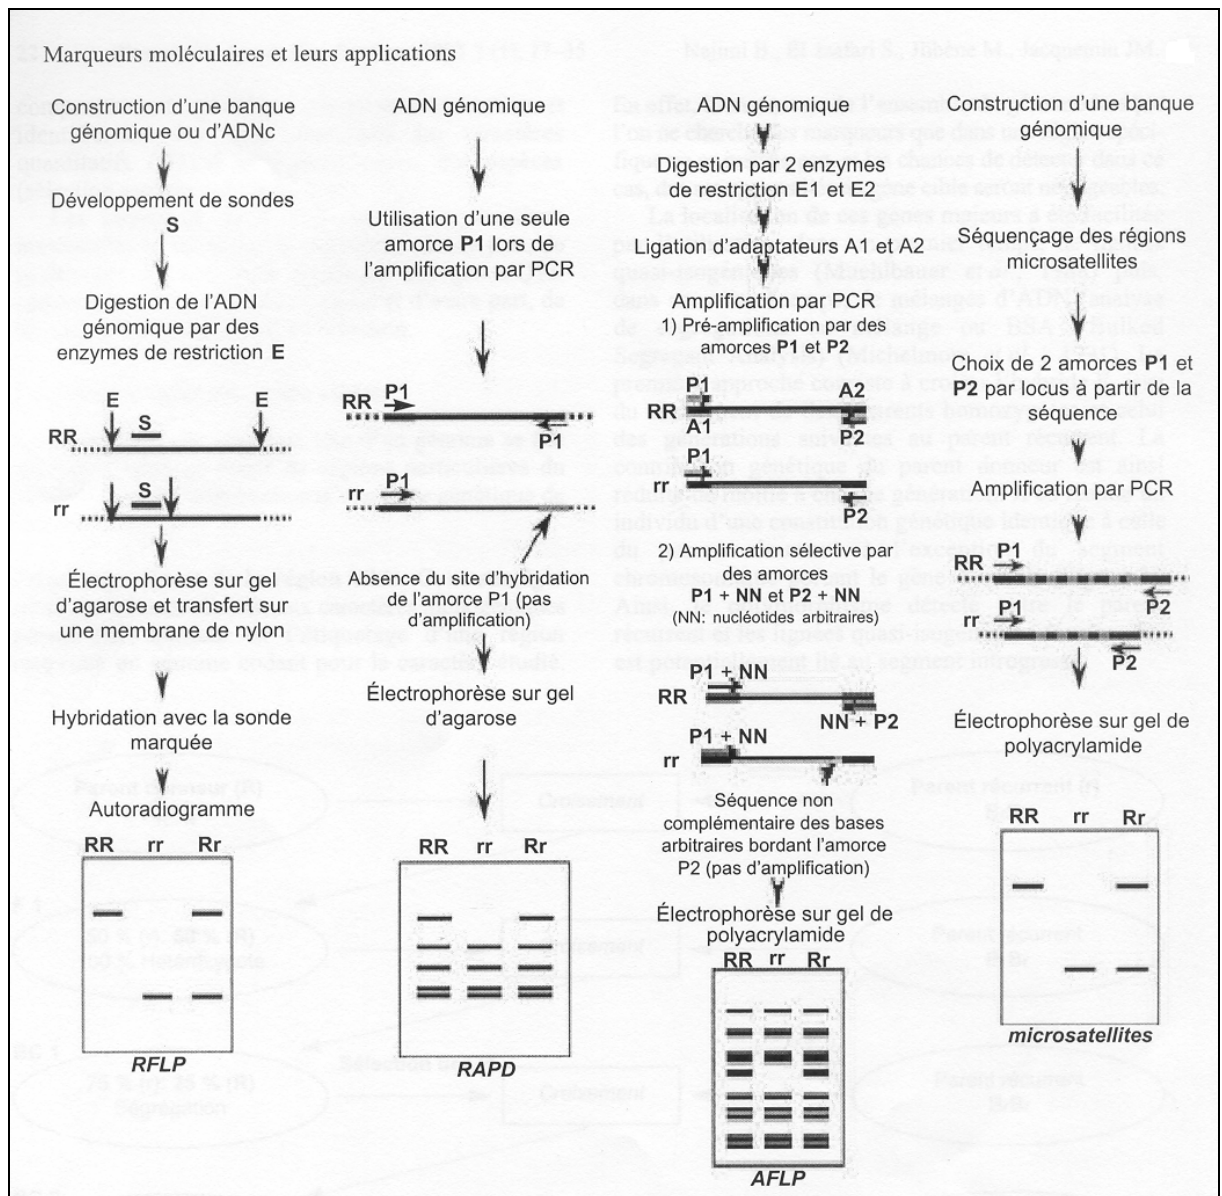 Marqueurs moléculaires et leurs applications
Construction d'une banque
génomique ou d'ADNc
Développement de sondes
S
Digestion de l'ADN
génomique par des
enzymes de restriction E
E
S
E
RR
S
rr
Électrophorèse sur gel
d'agarose et transfert sur
une membrane de nylon
Hybridation avec la sonde
marquée
Autoradiogramme
RR rr Rr
RFLP
ADN génomique
Utilisation d'une seule
amorce P1 lors de
l'amplification par PCR
P1
RR
P1
P1
rr
Absence du site d'hybridation
de l'amorce P1 (pas
d'amplification)
Électrophorèse sur gel
d'agarose
RR rr Rr
RAPD
ADN génomique
Digestion par 2 enzymes
de restriction E1 et E2
Ligation d'adaptateurs A1 et A2
Amplification par PCR
1) Pré-amplification par des
amorces P1 et P2
P1
A2
RR
A1
P2
P1
rr
P2
2) Amplification sélective par
des amorces
P1 + NN et P2 + NN
(NN: nucléotides arbitraires)
P1 + NN
RR
NN + P2
P1 + NN
rr
Séquence non
complémentaire des bases
arbitraires bordant l'amorce
P2 (pas d'amplification)
Électrophorèse sur gel de
polyacrylamide
RR rr Rr
AFLP
Construction d'une banque
génomique
Séquençage des régions
microsatellites
Choix de 2 amorces P1 et
P2 par locus à partir de la
séquence
Amplification par PCR
P1
RR
P2
P1
rr
P2
Électrophorèse sur gel de
polyacrylamide
RR rr Rr
microsatellites